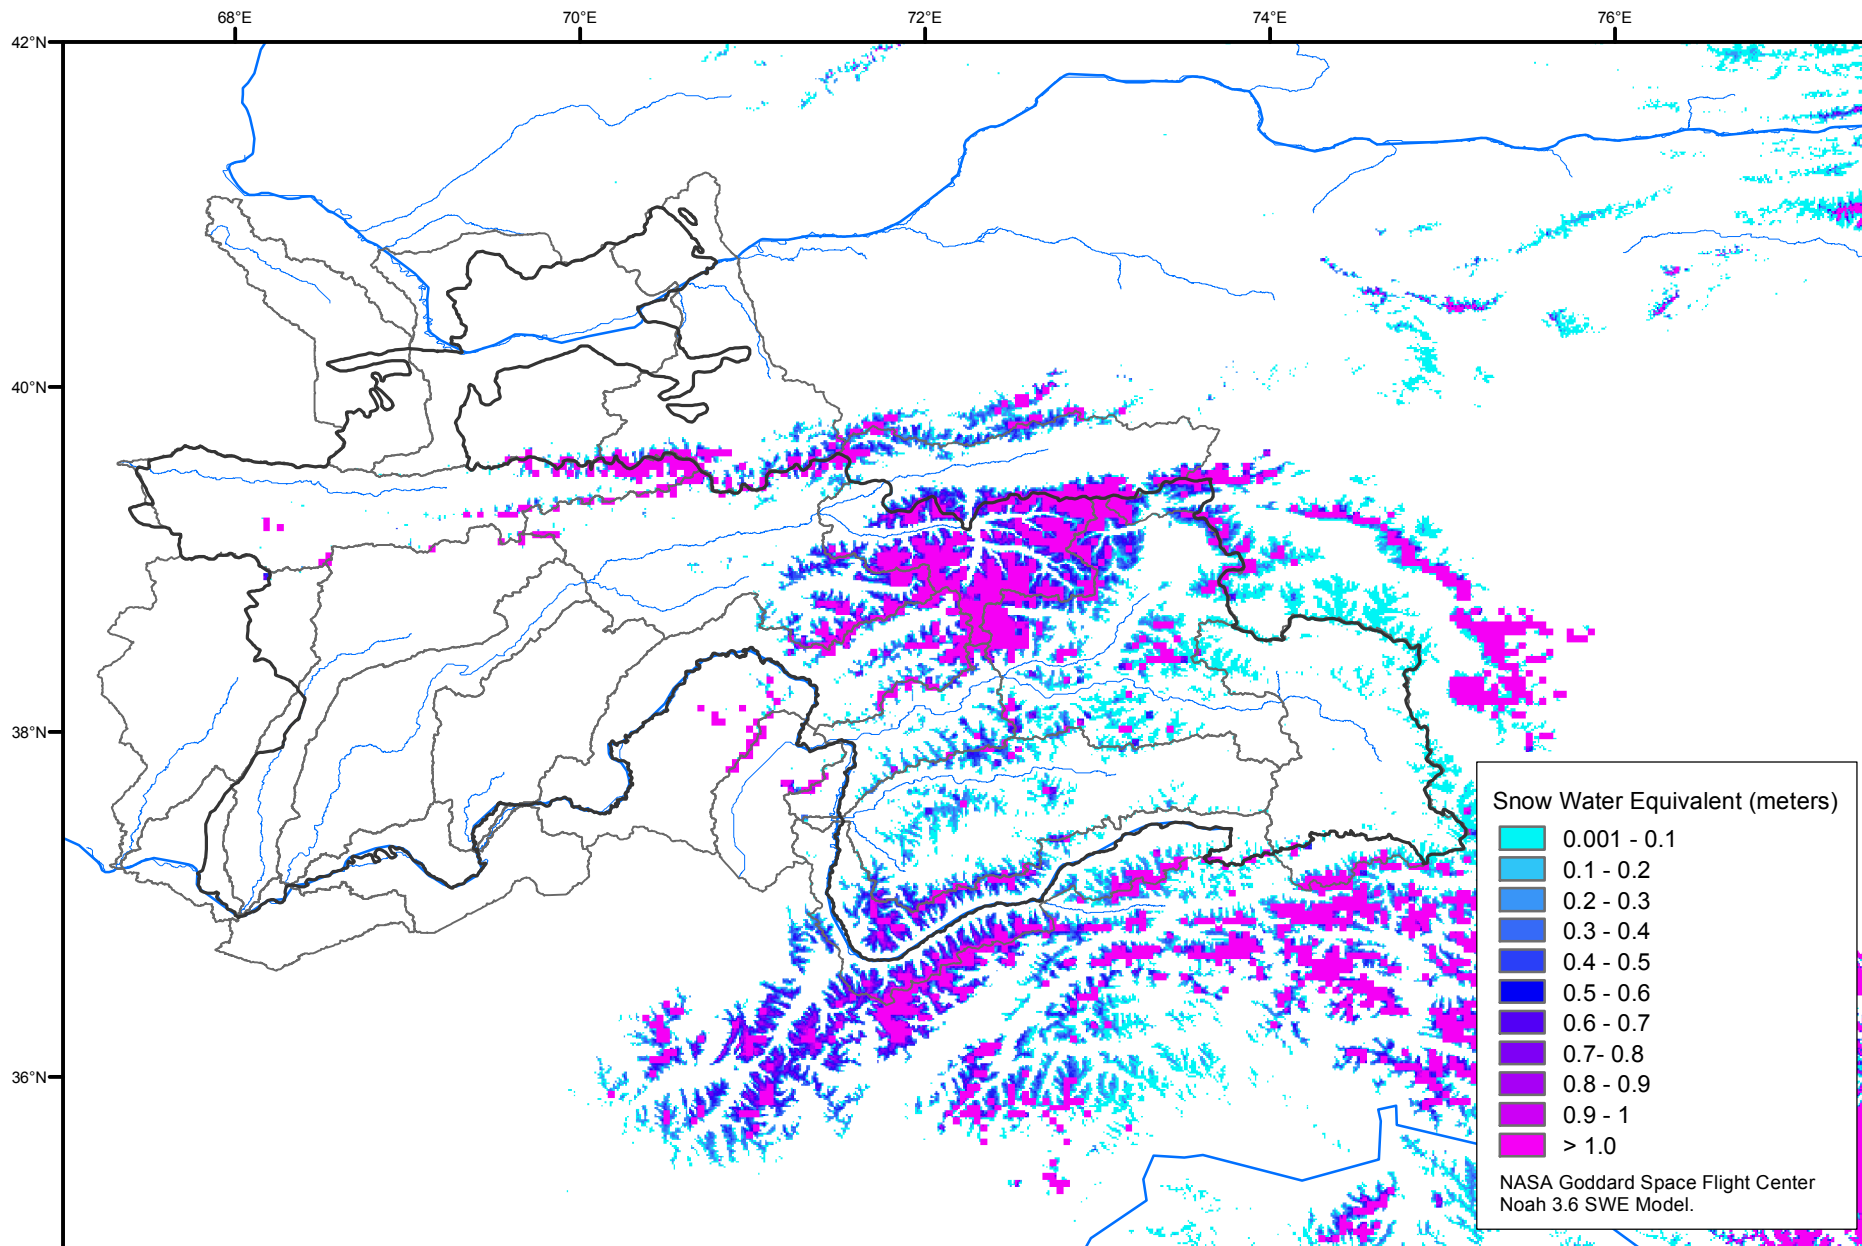 68°E
70°E
72°E
74°E
76°E
42°N
40°N
38°N
36°N
Snow Water Equivalent (meters)
0.001 - 0.1
0.1 - 0.2
0.2 - 0.3
0.3 - 0.4
0.4 - 0.5
0.5 - 0.6
0.6 - 0.7
0.7- 0.8
0.8 - 0.9
0.9 - 1
> 1.0
NASA Goddard Space Flight Center
Noah 3.6 SWE Model.